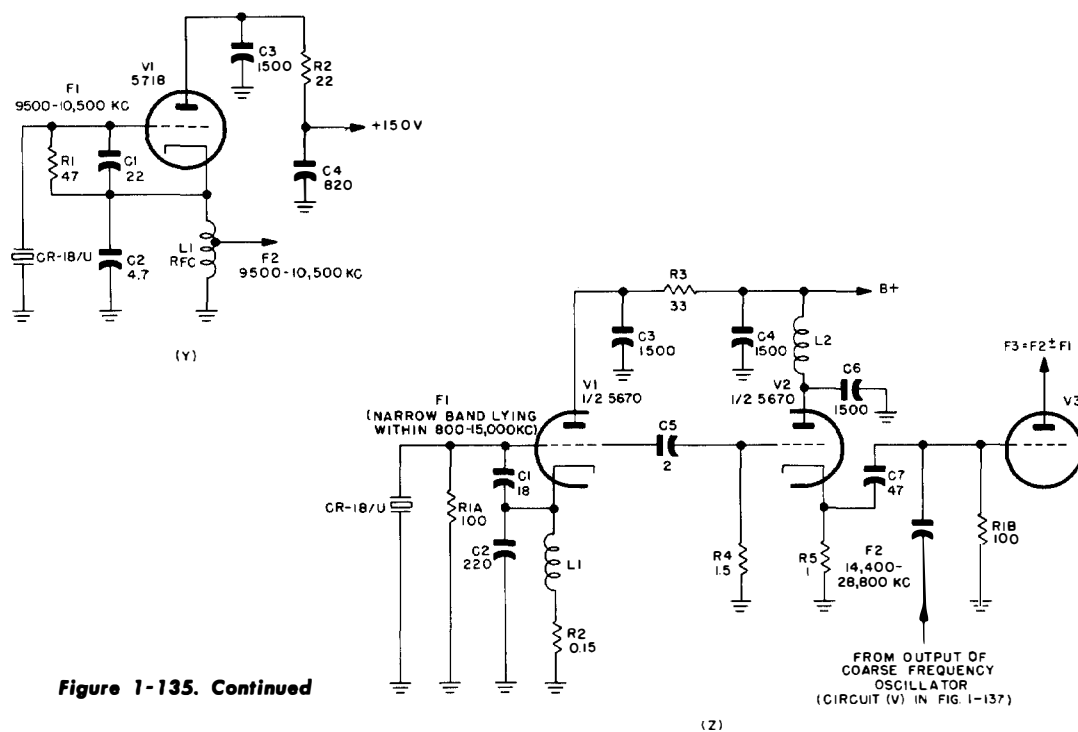 V1
5718
C3
1500
R2
22
F1
9500-10,500 KC
+150V
R1
47
C1
22
C4
820
CR-18/U
C2
4.7
L1
RFC
F2
9500-10,500 KC
(Y)
R3
33
B+
C3
1500
C4
1500
L2
F3=F2±F1
C6
1500
V1
1/2 5670
V2
1/2 5670
V3
F1
(NARROW BAND LYING
WITHIN 800-15,000KC)
C5
2
C1
18
C7
47
CR-18/U
R1A
100
C2
220
L1
R4
1.5
R5
1
F2
14,400-
28,800 KC
R1B
100
R2
0.15
FROM OUTPUT OF
COARSE FREQUENCY
OSCILLATOR
(CIRCUIT (V) IN FIG. 1-137)
Figure 1-135. Continued
(Z)